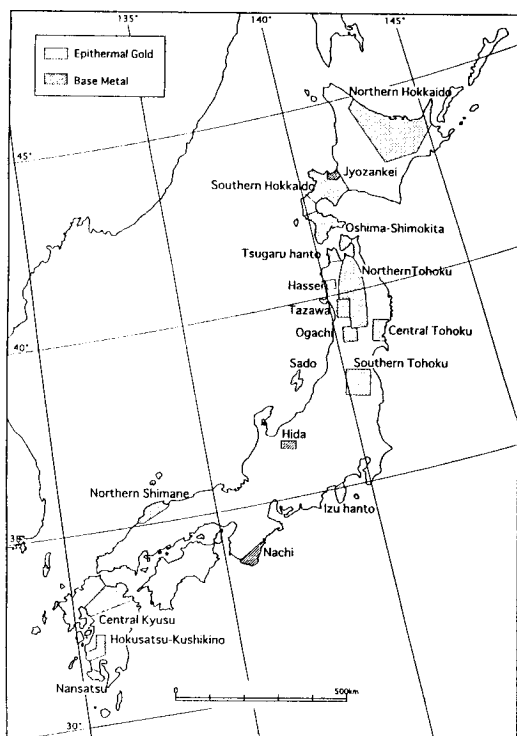 135°
140°
145°
Epithermal Gold
Base Metal
Northern Hokkaido
45°
Jyozankei
Southern Hokkaido
Oshima-Shimokita
Tsugaru hanto
NorthernTohoku
Hassei
Tazawa
Ogachi
Central Tohoku
40°
Sado
Southern Tohoku
Hida
Northern Shimane
Izu hanto
Nachi
Central Kyusu
Hokusatsu-Kushikino
Nansatsu
0
500km
30°